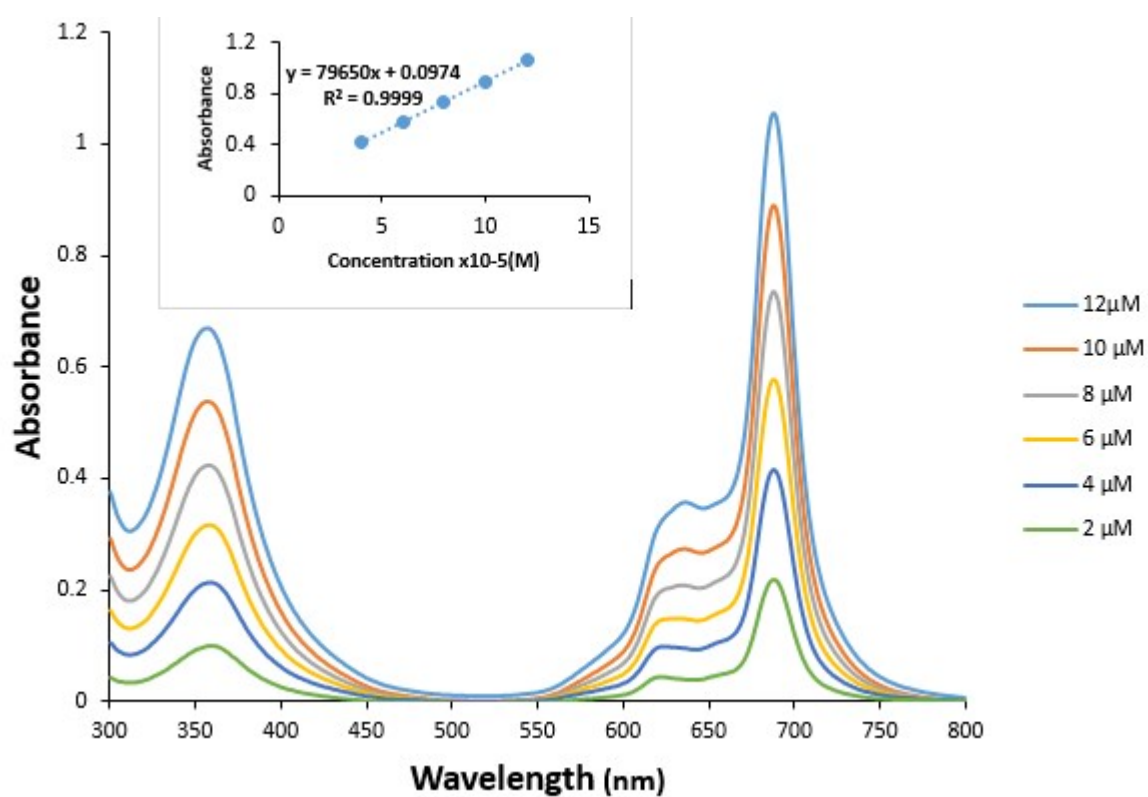 1.2
1
0.8
0.6
0.4
0.2
0
Absorbance
1.2
0.8
0.4
0
Absorbance
y = 79650x + 0.0974
R² = 0.9999
0 5 10 15
Concentration x10-5(M)
12µM
10 µM
8 µM
6 µM
4 µM
2 µM
300 350 400 450 500 550 600 650 700 750 800
Wavelength (nm)